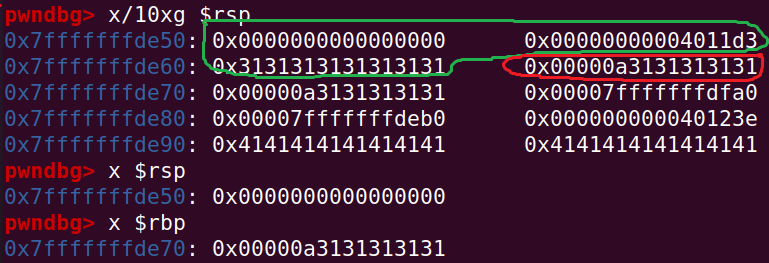 pwndbg> x/10xg $rsp
0x7fffffffde50: 0x0000000000000000 0x00000000004011d3
0x7fffffffde60: 0x3131313131313131 0x00000a3131313131
0x7fffffffde70: 0x00000a3131313131 0x00007fffffffdfa0
0x7fffffffde80: 0x00007fffffffdeb0 0x000000000040123e
0x7fffffffde90: 0x4141414141414141 0x4141414141414141
pwndbg> x $rsp
0x7fffffffde50: 0x0000000000000000
pwndbg> x $rbp
0x7fffffffde70: 0x00000a3131313131